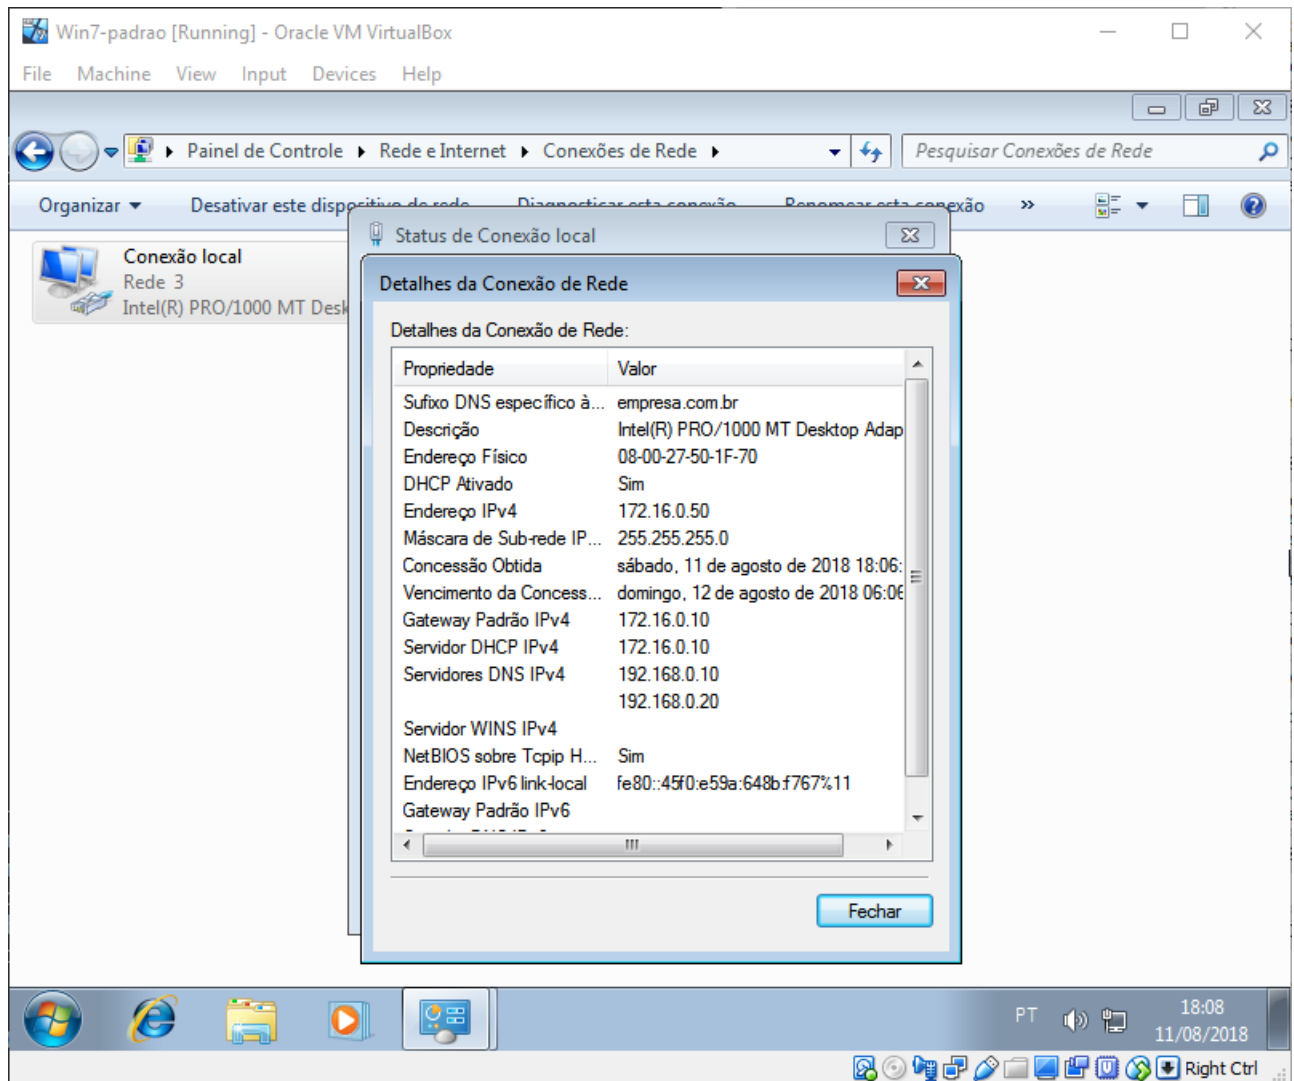 Win7-padrao [Running] - Oracle VM VirtualBox
File Machine View Input Devices Help
Painel de Controle Rede e Internet Conexões de Rede Pesquisar Conexões de Rede
Organizar Desativar este dispositivo de rede Diagnosticar esta conexão Renomear esta conexão »
Status de Conexão local
Conexão local
Rede 3
Intel(R) PRO/1000 MT Desk
Detalhes da Conexão de Rede
Detalhes da Conexão de Rede:
Propriedade Valor
Sufixo DNS específico à... empresa.com.br
Descrição Intel(R) PRO/1000 MT Desktop Adap
Endereço Físico 08-00-27-50-1F-70
DHCP Ativado Sim
Endereço IPv4 172.16.0.50
Máscara de Sub-rede IP... 255.255.255.0
Concessão Obtida sábado, 11 de agosto de 2018 18:06:
Vencimento da Concess... domingo, 12 de agosto de 2018 06:06
Gateway Padrão IPv4 172.16.0.10
Servidor DHCP IPv4 172.16.0.10
Servidores DNS IPv4 192.168.0.10
192.168.0.20
Servidor WINS IPv4
NetBIOS sobre Tcpip H... Sim
Endereço IPv6 link-local fe80::45f0:e59a:648b:f767%11
Gateway Padrão IPv6
Fechar
PT 18:08
11/08/2018
Right Ctrl